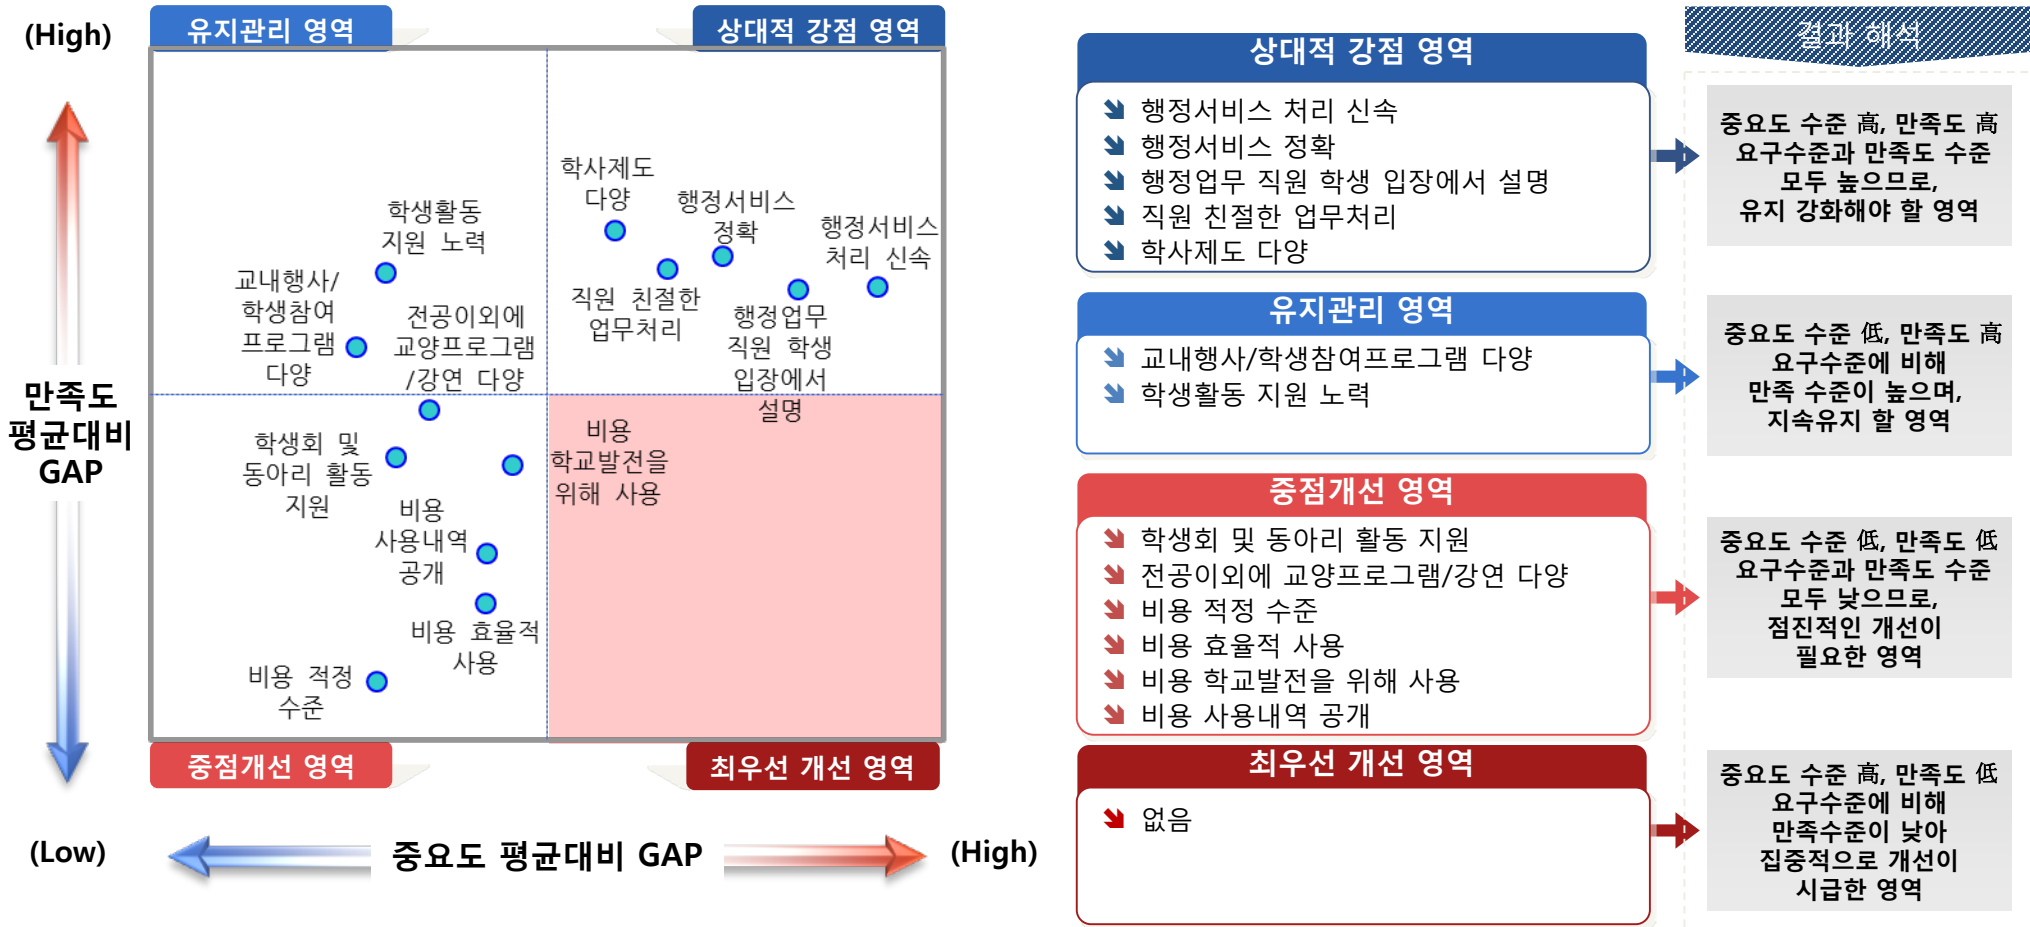 (High)
유지관리 영역
상대적 강점 영역
학사제도
다양
행정서비스
정확
행정서비스
처리 신속
학생활동
지원 노력
교내행사/
학생참여
프로그램
다양
전공이외에
교양프로그램
/강연 다양
직원 친절한
업무처리
행정업무
직원 학생
입장에서
설명
만족도
평균대비
GAP
학생회 및
동아리 활동
지원
비용
학교발전을
위해 사용
비용
사용내역
공개
비용 효율적
사용
비용 적정
수준
중점개선 영역
최우선 개선 영역
(Low)
중요도 평균대비 GAP
(High)
상대적 강점 영역
행정서비스 처리 신속
행정서비스 정확
행정업무 직원 학생 입장에서 설명
직원 친절한 업무처리
학사제도 다양
유지관리 영역
교내행사/학생참여프로그램 다양
학생활동 지원 노력
중점개선 영역
학생회 및 동아리 활동 지원
전공이외에 교양프로그램/강연 다양
비용 적정 수준
비용 효율적 사용
비용 학교발전을 위해 사용
비용 사용내역 공개
최우선 개선 영역
없음
결과 해석
중요도 수준 高, 만족도 高
요구수준과 만족도 수준
모두 높으므로,
유지 강화해야 할 영역
중요도 수준 低, 만족도 高
요구수준에 비해
만족 수준이 높으며,
지속유지 할 영역
중요도 수준 低, 만족도 低
요구수준과 만족도 수준
모두 낮으므로,
점진적인 개선이
필요한 영역
중요도 수준 高, 만족도 低
요구수준에 비해
만족수준이 낮아
집중적으로 개선이
시급한 영역